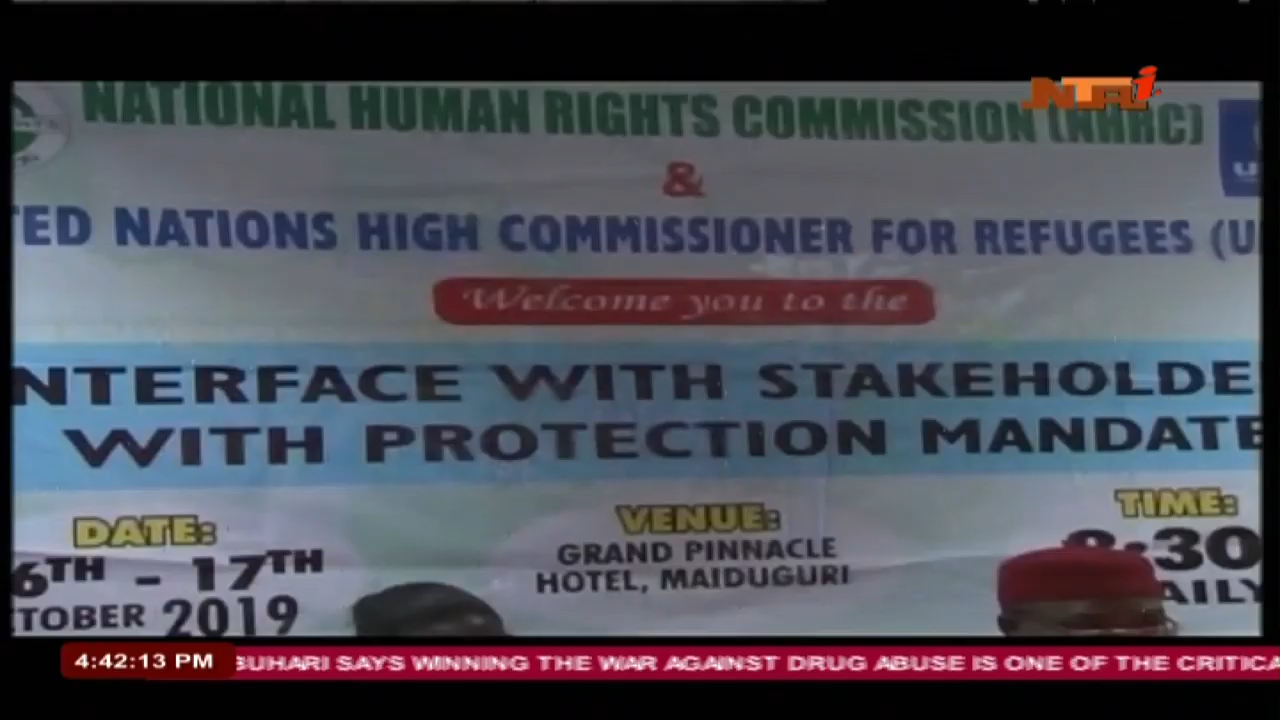 NTAi
NATIONAL HUMAN RIGHTS COMMISSION (NHRC)
&
TED NATIONS HIGH COMMISSIONER FOR REFUGEES (U
Welcome you to the
NTERFACE WITH STAKEHOLDE
WITH PROTECTION MANDATE
DATE:
6TH - 17TH
TOBER 2019
VENUE:
GRAND PINNACLE
HOTEL, MAIDUGURI
TIME:
8:30
AILY
4:42:13 PM
BUHARI SAYS WINNING THE WAR AGAINST DRUG ABUSE IS ONE OF THE CRITICA